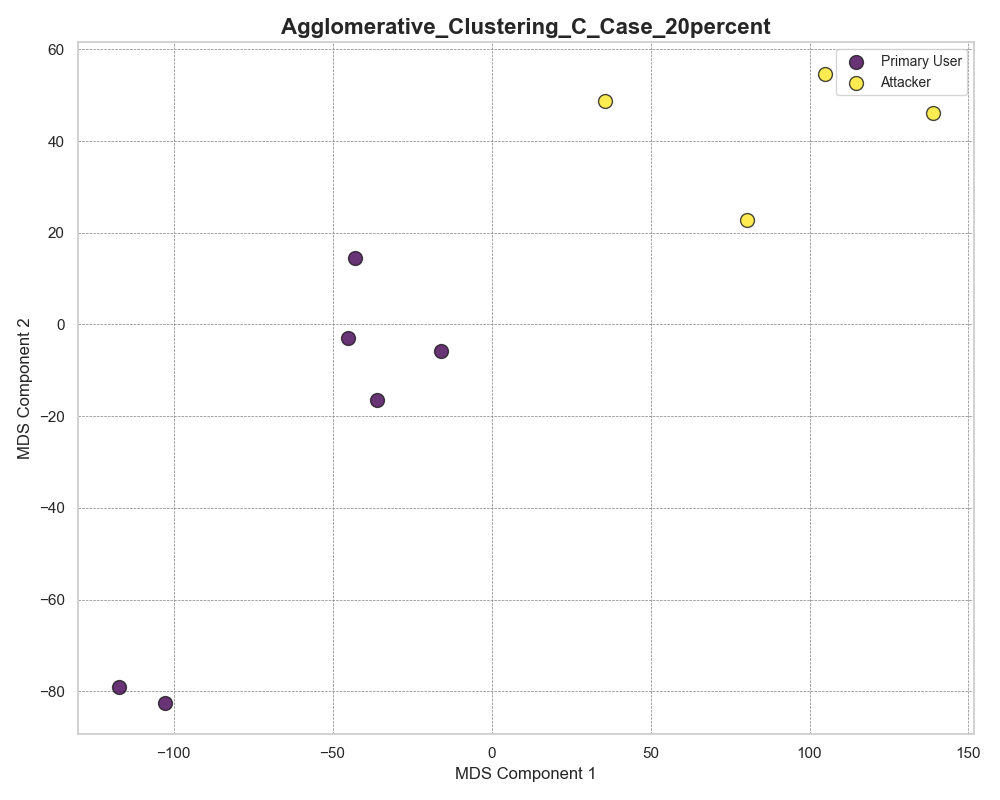 Agglomerative_Clustering_C_Case_20percent
Primary User
Attacker
60
40
20
0
−20
−40
−60
−80
MDS Component 2
−100
−50
0
50
100
150
MDS Component 1